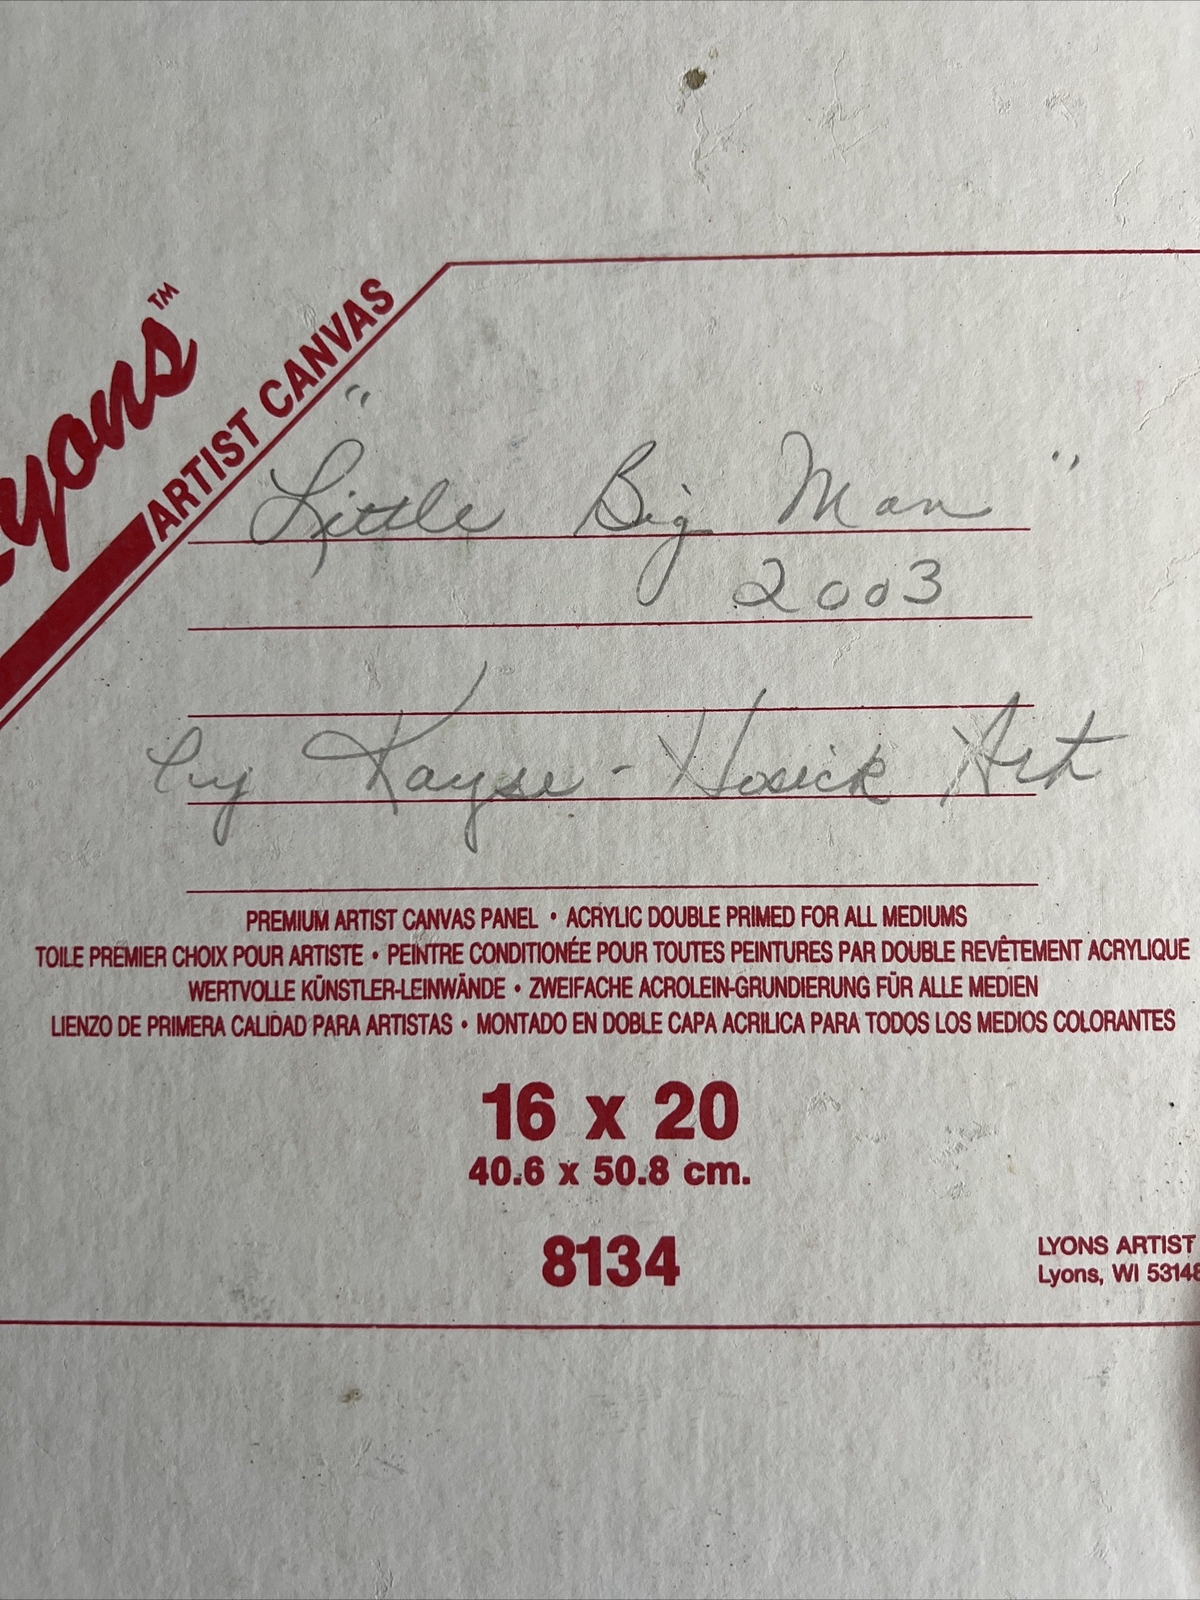 Lyons™
ARTIST CANVAS
"Little Big Man"
2003
by Kayse-Hosick Art
PREMIUM ARTIST CANVAS PANEL • ACRYLIC DOUBLE PRIMED FOR ALL MEDIUMS
TOILE PREMIER CHOIX POUR ARTISTE • PEINTRE CONDITIONÉE POUR TOUTES PEINTURES PAR DOUBLE REVÊTEMENT ACRYLIQUE
WERTVOLLE KÜNSTLER-LEINWÄNDE • ZWEIFACHE ACROLEIN-GRUNDIERUNG FÜR ALLE MEDIEN
LIENZO DE PRIMERA CALIDAD PARA ARTISTAS • MONTADO EN DOBLE CAPA ACRILICA PARA TODOS LOS MEDIOS COLORANTES
16 x 20
40.6 x 50.8 cm.
8134
LYONS ARTIST
Lyons, WI 53148